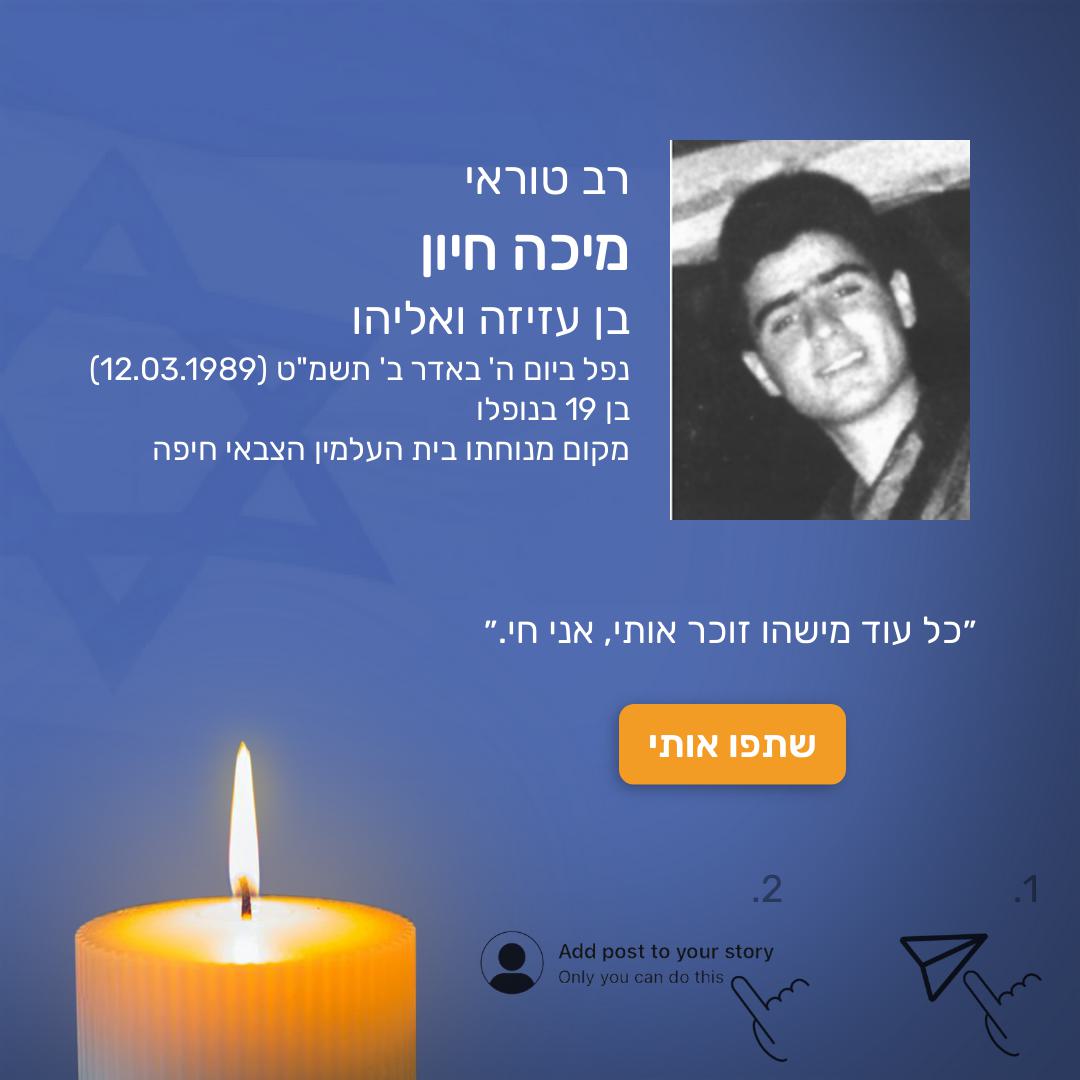 רב טוראי
מיכה חיון
בן עזיזה ואליהו
נפל ביום ה' באדר ב' תשמ"ט (12.03.1989)
בן 19 בנופלו
מקום מנוחתו בית העלמין הצבאי חיפה
״כל עוד מישהו זוכר אותי, אני חי.״
שתפו אותי
1.
2.
Add post to your story
Only you can do this